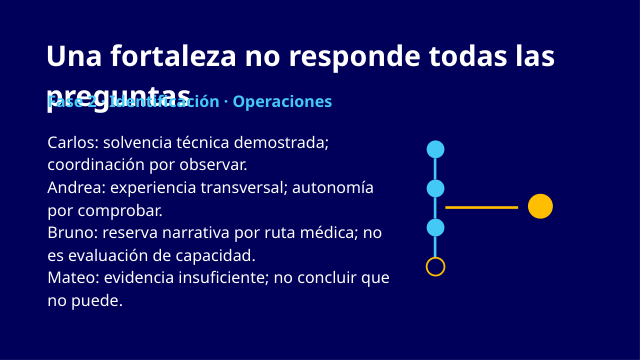 Una fortaleza no responde todas las
preguntas
Fase 2 · Identificación · Operaciones
Carlos: solvencia técnica demostrada;
coordinación por observar.
Andrea: experiencia transversal; autonomía
por comprobar.
Bruno: reserva narrativa por ruta médica; no
es evaluación de capacidad.
Mateo: evidencia insuficiente; no concluir que
no puede.